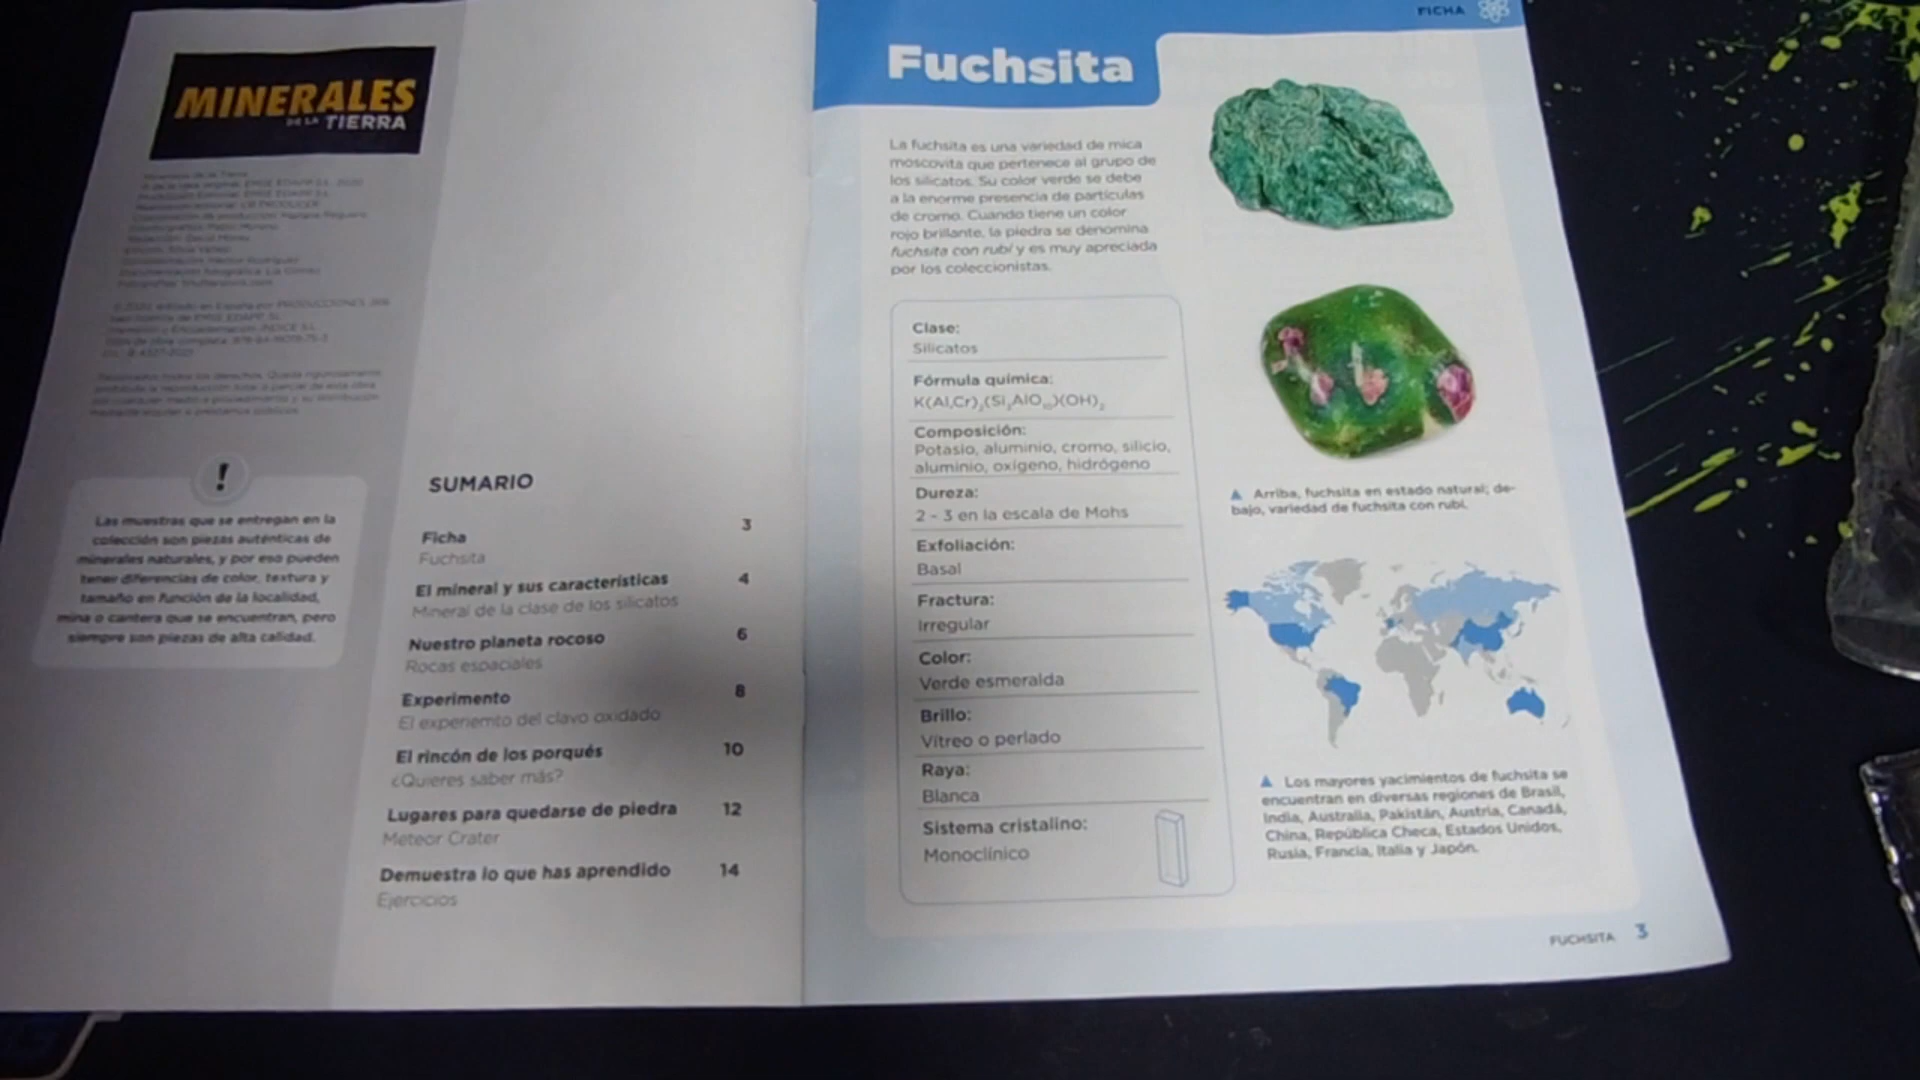 MINERALES
DE LA TIERRA
Minerales de la Tierra
!
Las muestras que se entregan en la
colección son piezas auténticas de
minerales naturales, y por eso pueden
tener diferencias de color, textura y
tamaño en función de la localidad,
mina o cantera que se encuentran, pero
siempre son piezas de alta calidad.
SUMARIO
Ficha 3
Fuchsita
El mineral y sus características 4
Mineral de la clase de los silicatos
Nuestro planeta rocoso 6
Rocas espaciales
Experimento 8
El experiemto del clavo oxidado
El rincón de los porqués 10
¿Quieres saber más?
Lugares para quedarse de piedra 12
Meteor Crater
Demuestra lo que has aprendido 14
Ejercicios
FICHA
Fuchsita
La fuchsita es una variedad de mica
moscovita que pertenece al grupo de
los silicatos. Su color verde se debe
a la enorme presencia de partículas
de cromo. Cuando tiene un color
rojo brillante, la piedra se denomina
fuchsita con rubí y es muy apreciada
por los coleccionistas.
Clase:
Silicatos
Fórmula química:
K(Al,Cr)₂(Si₃AlO₁₀)(OH)₂
Composición:
Potasio, aluminio, cromo, silicio,
aluminio, oxígeno, hidrógeno
Dureza:
2 - 3 en la escala de Mohs
Exfoliación:
Basal
Fractura:
Irregular
Color:
Verde esmeralda
Brillo:
Vítreo o perlado
Raya:
Blanca
Sistema cristalino:
Monoclínico
Arriba, fuchsita en estado natural; de-
bajo, variedad de fuchsita con rubí.
Los mayores yacimientos de fuchsita se
encuentran en diversas regiones de Brasil,
India, Australia, Pakistán, Austria, Canadá,
China, República Checa, Estados Unidos,
Rusia, Francia, Italia y Japón.
FUCHSITA 3